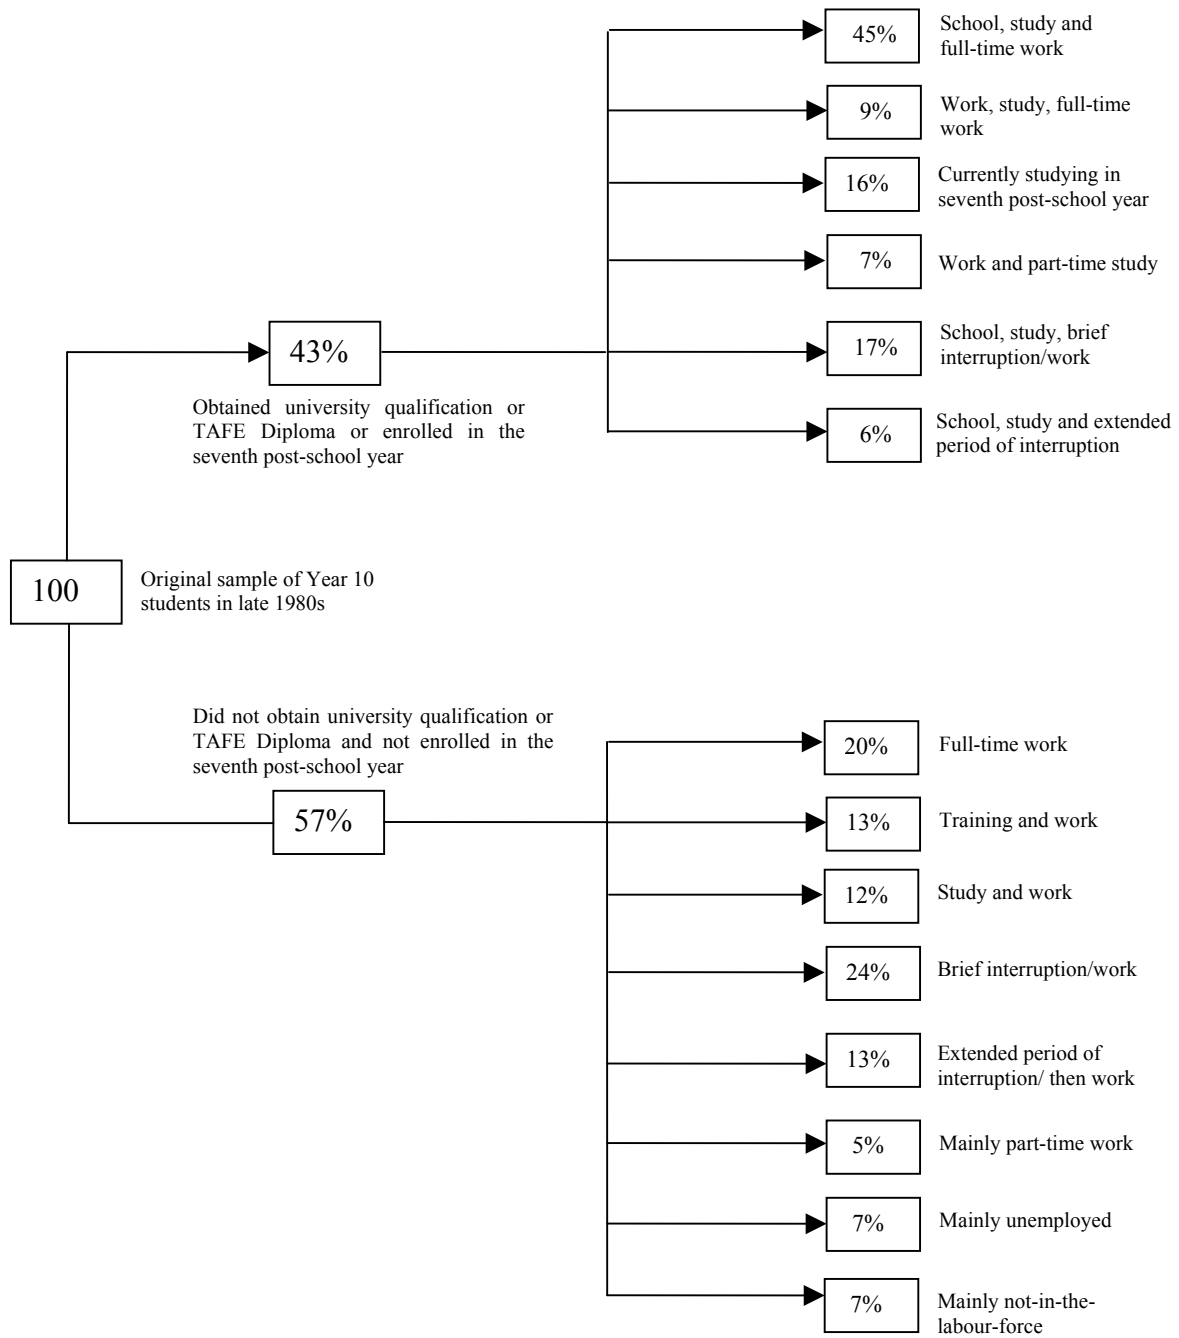 45%
School, study and
full-time work
9%
Work, study, full-time
work
16%
Currently studying in
seventh post-school year
7%
Work and part-time study
43%
17%
School, study, brief
interruption/work
Obtained university qualification or
TAFE Diploma or enrolled in the
seventh post-school year
6%
School, study and extended
period of interruption
100
Original sample of Year 10
students in late 1980s
Did not obtain university qualification or
TAFE Diploma and not enrolled in the
seventh post-school year
57%
20%
Full-time work
13%
Training and work
12%
Study and work
24%
Brief interruption/work
13%
Extended period of
interruption/ then work
5%
Mainly part-time work
7%
Mainly unemployed
7%
Mainly not-in-the-
labour-force